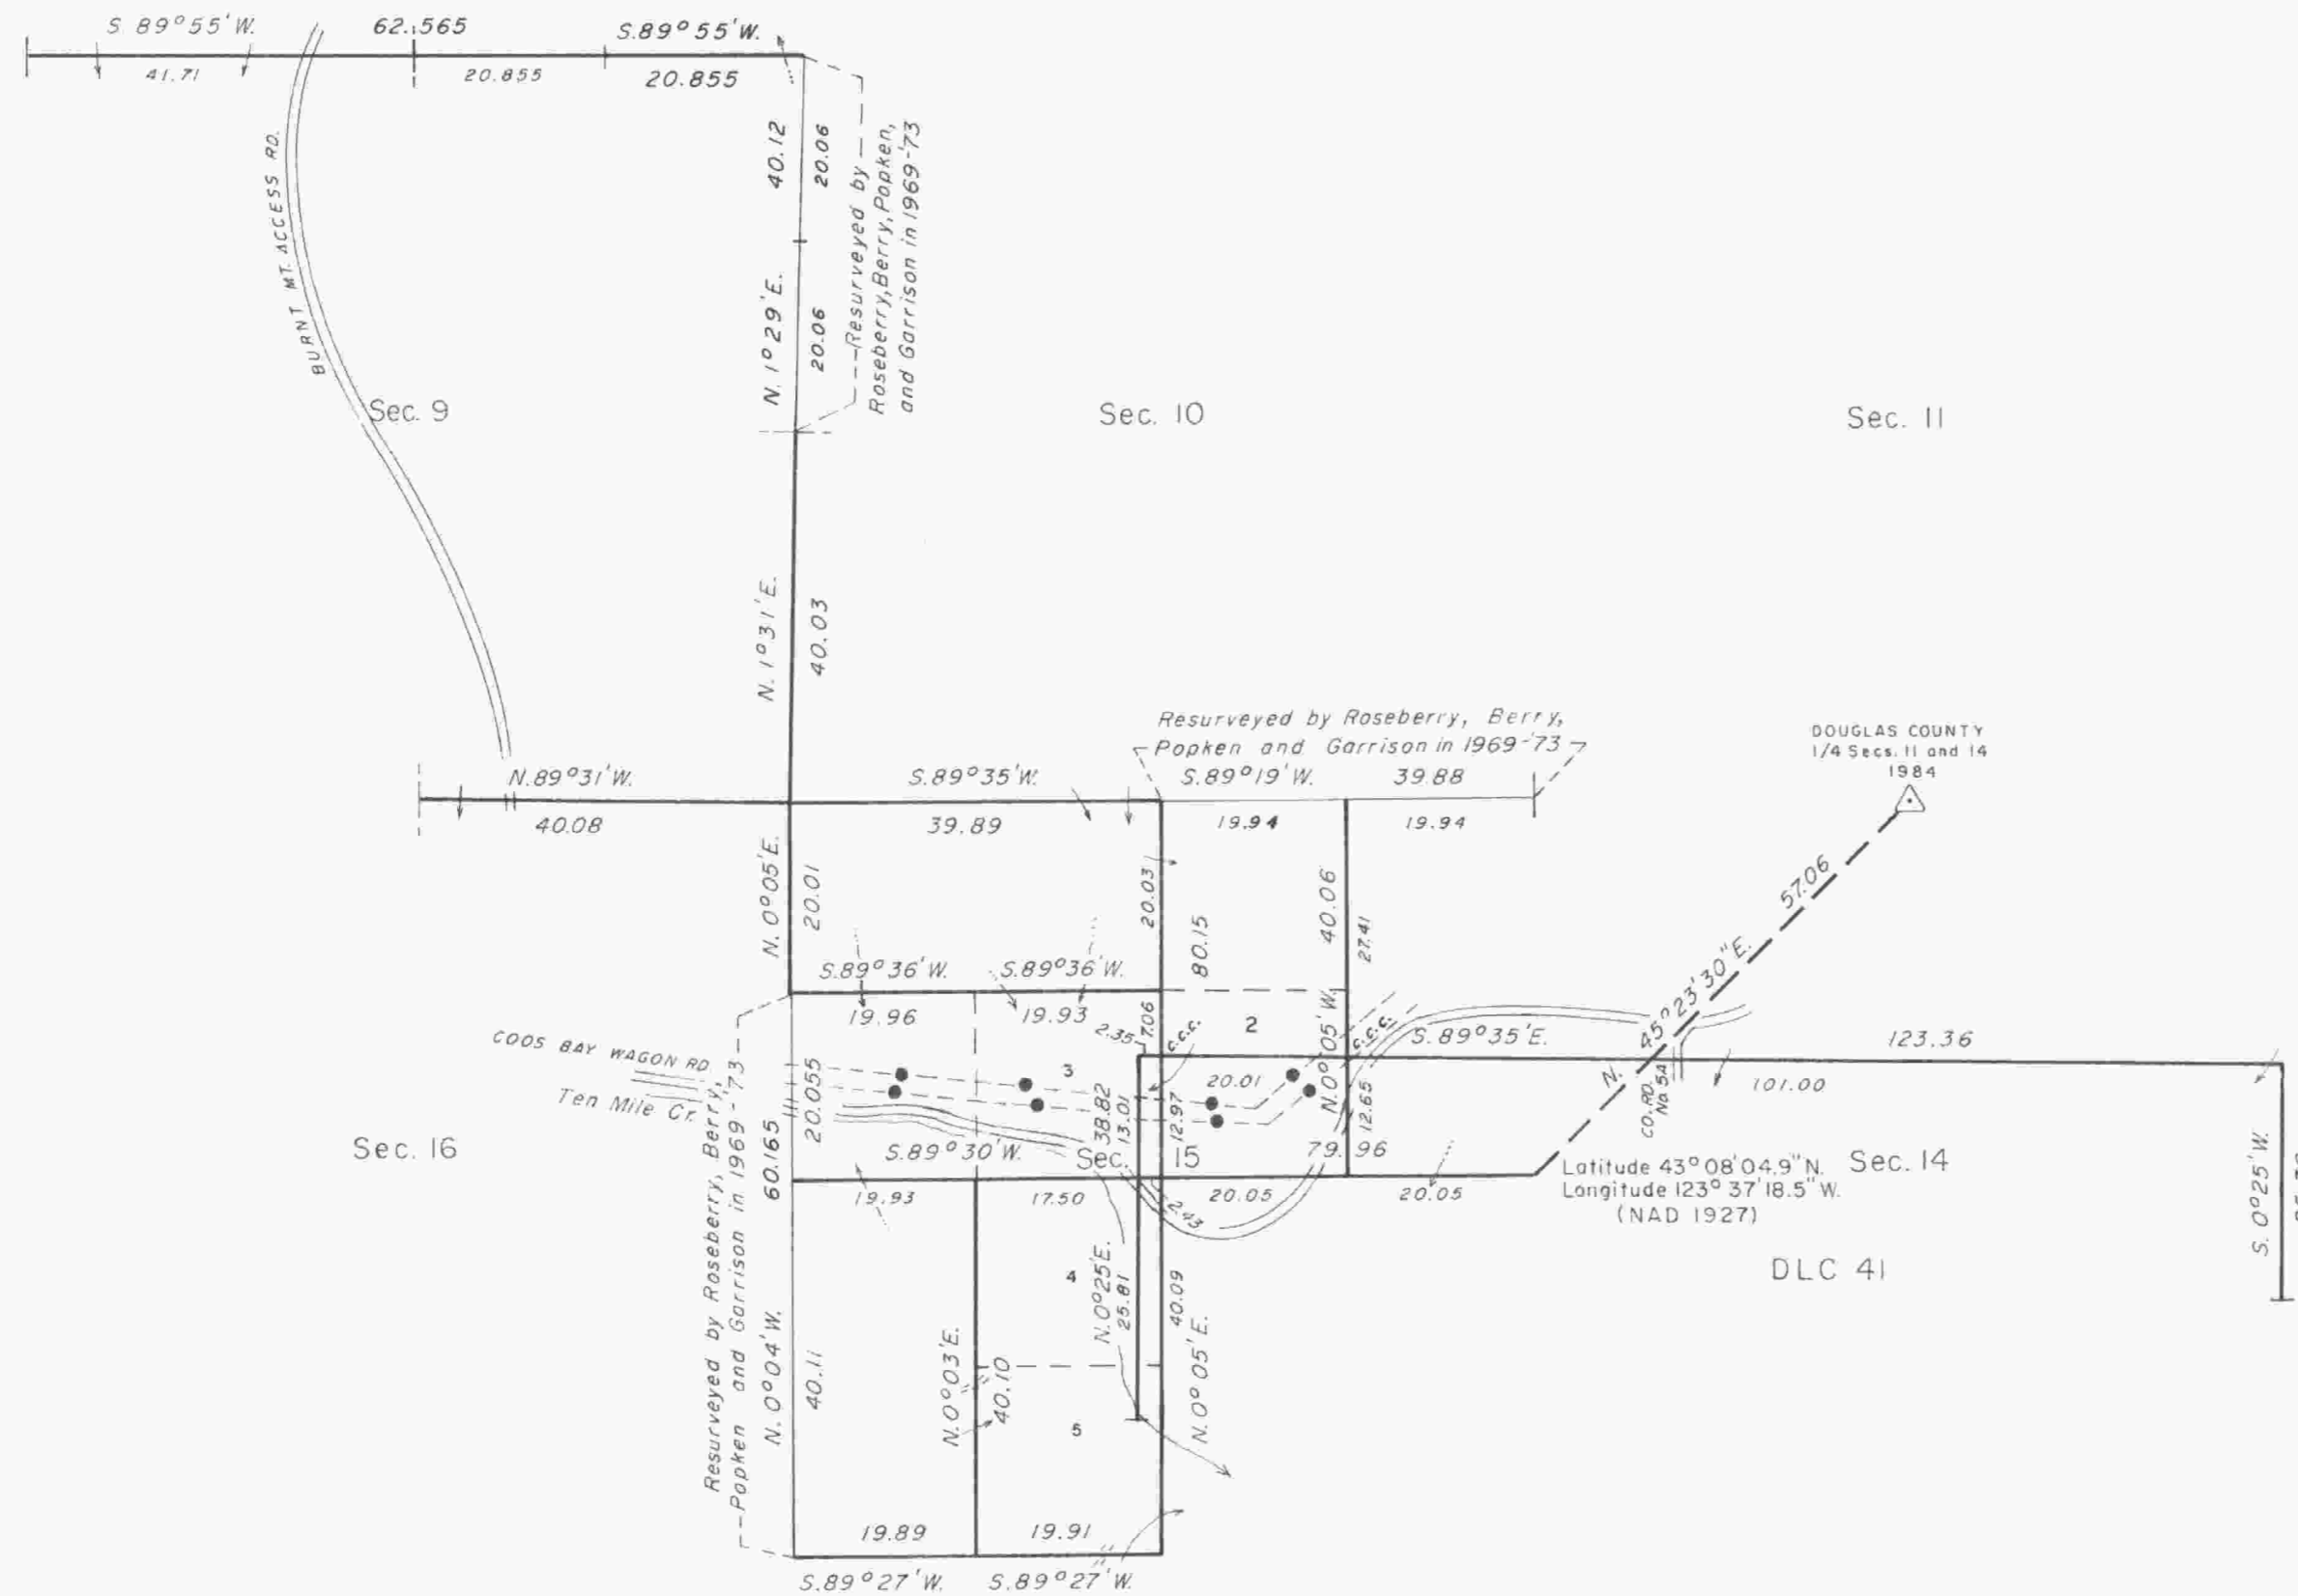 S. 89°55'W.
62.565
S.89°55'W.
41.71
20.855
20.855
BURNT MT. ACCESS RD.
40.12
20.06
N. 1°29'E.
20.06
Resurveyed by
Roseberry, Berry, Popken,
and Garrison in 1969-'73
Sec. 9
Sec. 10
Sec. 11
N. 1°31'E.
40.03
Resurveyed by Roseberry, Berry,
Popken and Garrison in 1969-'73
DOUGLAS COUNTY
1/4 Secs. 11 and 14
1984
N.89°31'W.
S.89°35'W.
S.89°19'W.
39.88
40.08
39.89
19.94
19.94
N. 0°05'E.
20.01
20.03
80.15
40.06
27.41
57.06
N. 45°23'30"E.
S.89°36'W.
S.89°36'W.
19.96
19.93
2.35
7.06
c.c.c.
2
N.0°05'W.
c.c.c.
S. 89°35'E.
123.36
COOS BAY WAGON RD.
Ten Mile Cr.
20.055
3
38.82
13.01
12.97
20.01
12.65
CO. RD.
No 5A
101.00
Sec. 16
60.165
S.89°30'W.
Sec. 15
79.96
Latitude 43°08'04.9"N.
Longitude 123°37'18.5"W.
(NAD 1927)
Sec. 14
S. 0°25'W.
19.93
17.50
2.43
20.05
20.05
Resurveyed by Roseberry, Berry,
Popken and Garrison in 1969-'73
N. 0°04'W.
40.11
N.0°03'E.
40.10
4
N.0°25'E.
25.81
40.09
N.0°05'E.
DLC 41
5
19.89
19.91
S.89°27'W.
S.89°27'W.